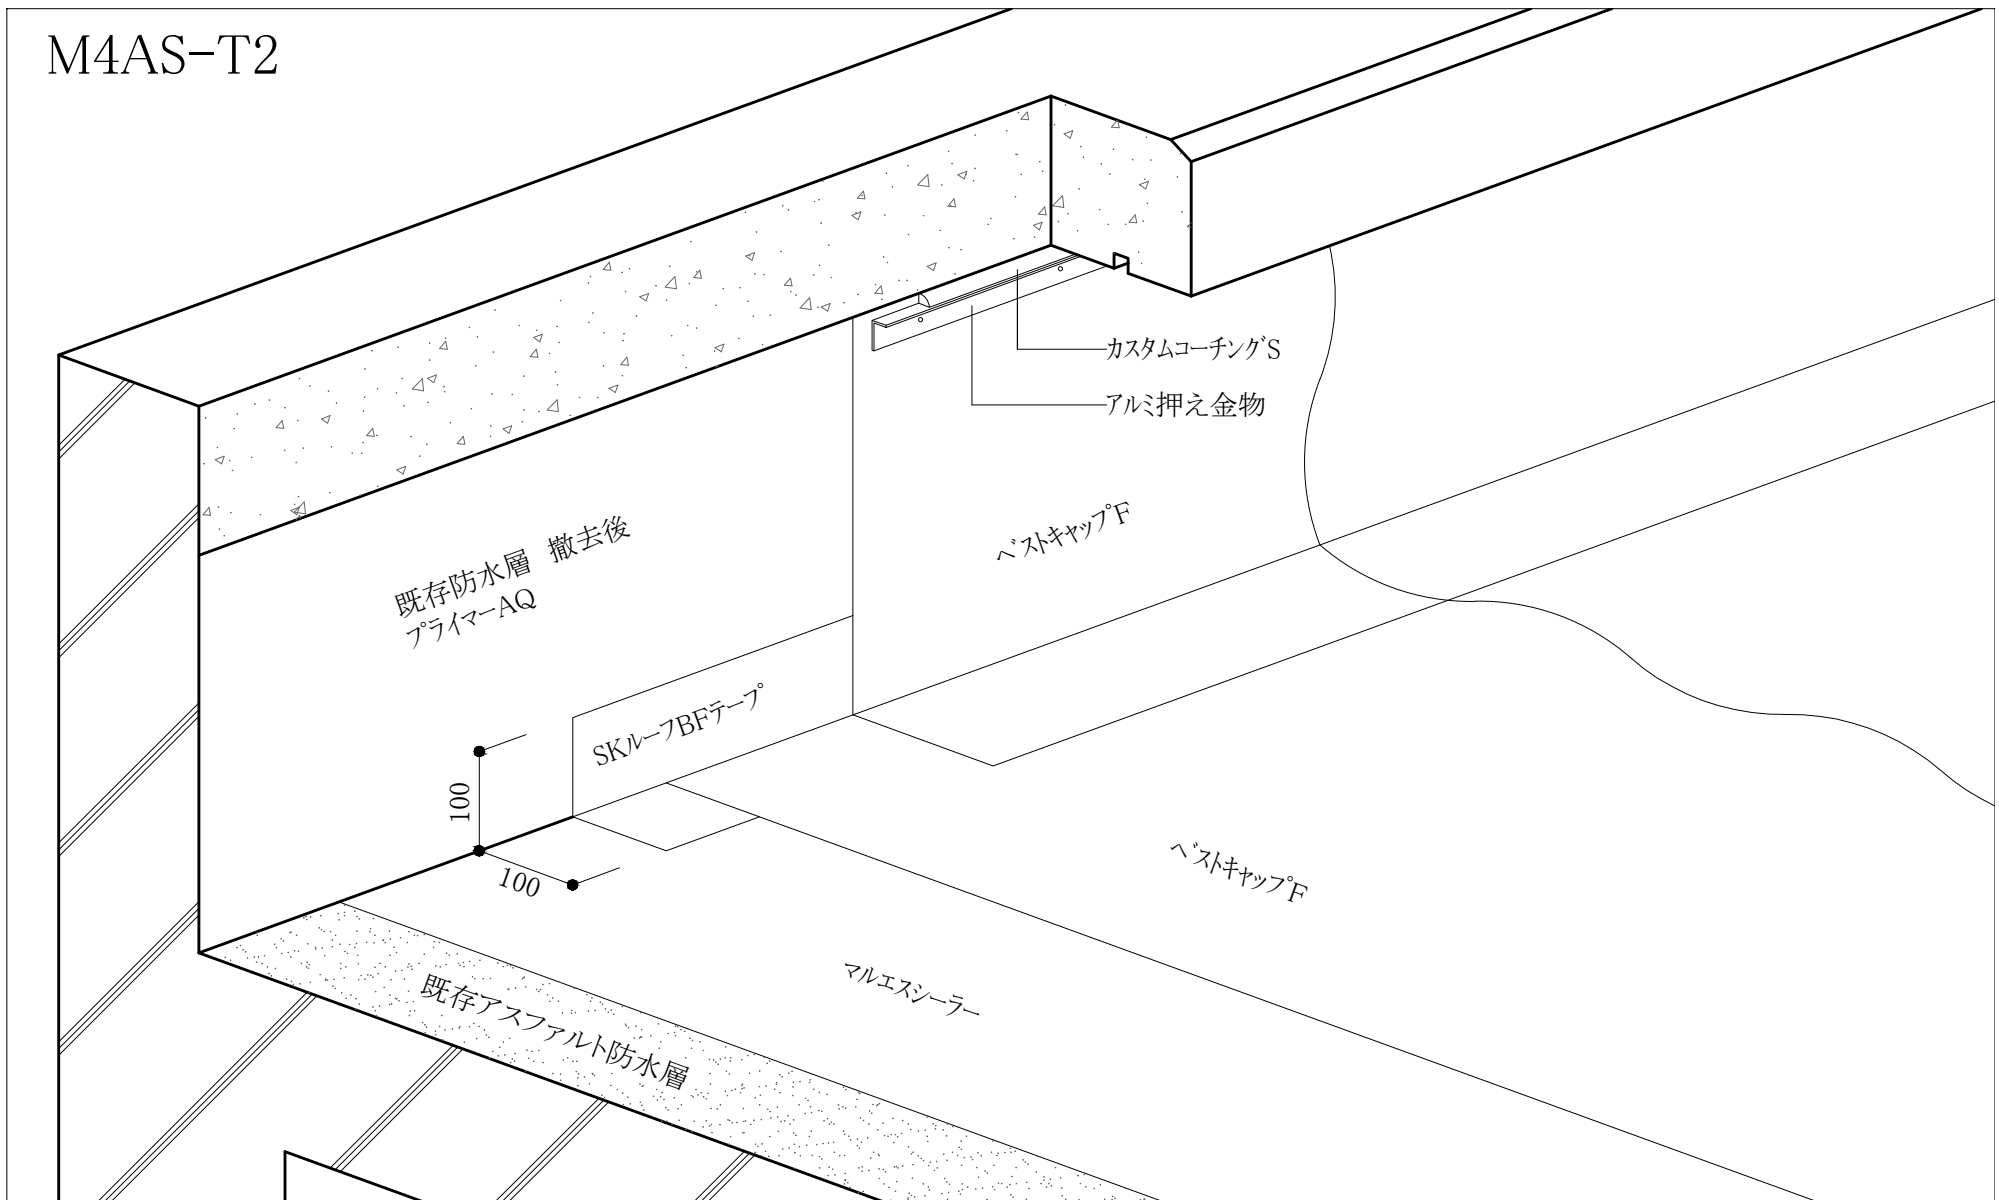 M4AS-T2
カスタムコーチングS
アルミ押え金物
ベストキャップF
既存防水層 撤去後
プライマーAQ
SKルーフBFテープ
100
100
ベストキャップF
マルエスシーラー
既存アスファルト防水層